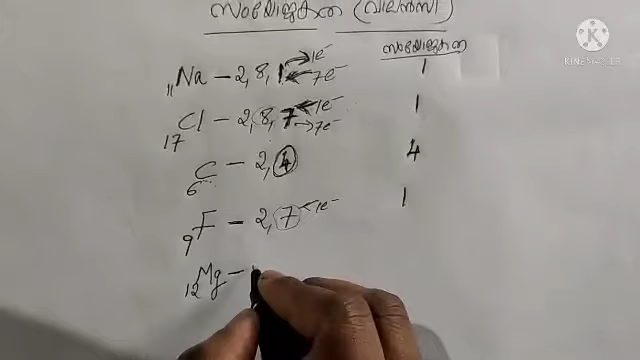 സംയോജകത (വാലൻസി)
സംയോജകത
₁₁Na – 2, 8, 1 1e⁻ 7e⁻ 1
₁₇Cl – 2, 8, 7 1e⁻ 7e⁻ 1
₆C – 2, 4 4
₉F – 2, 7 1e⁻ 1
₁₂Mg –
KINEMASTER